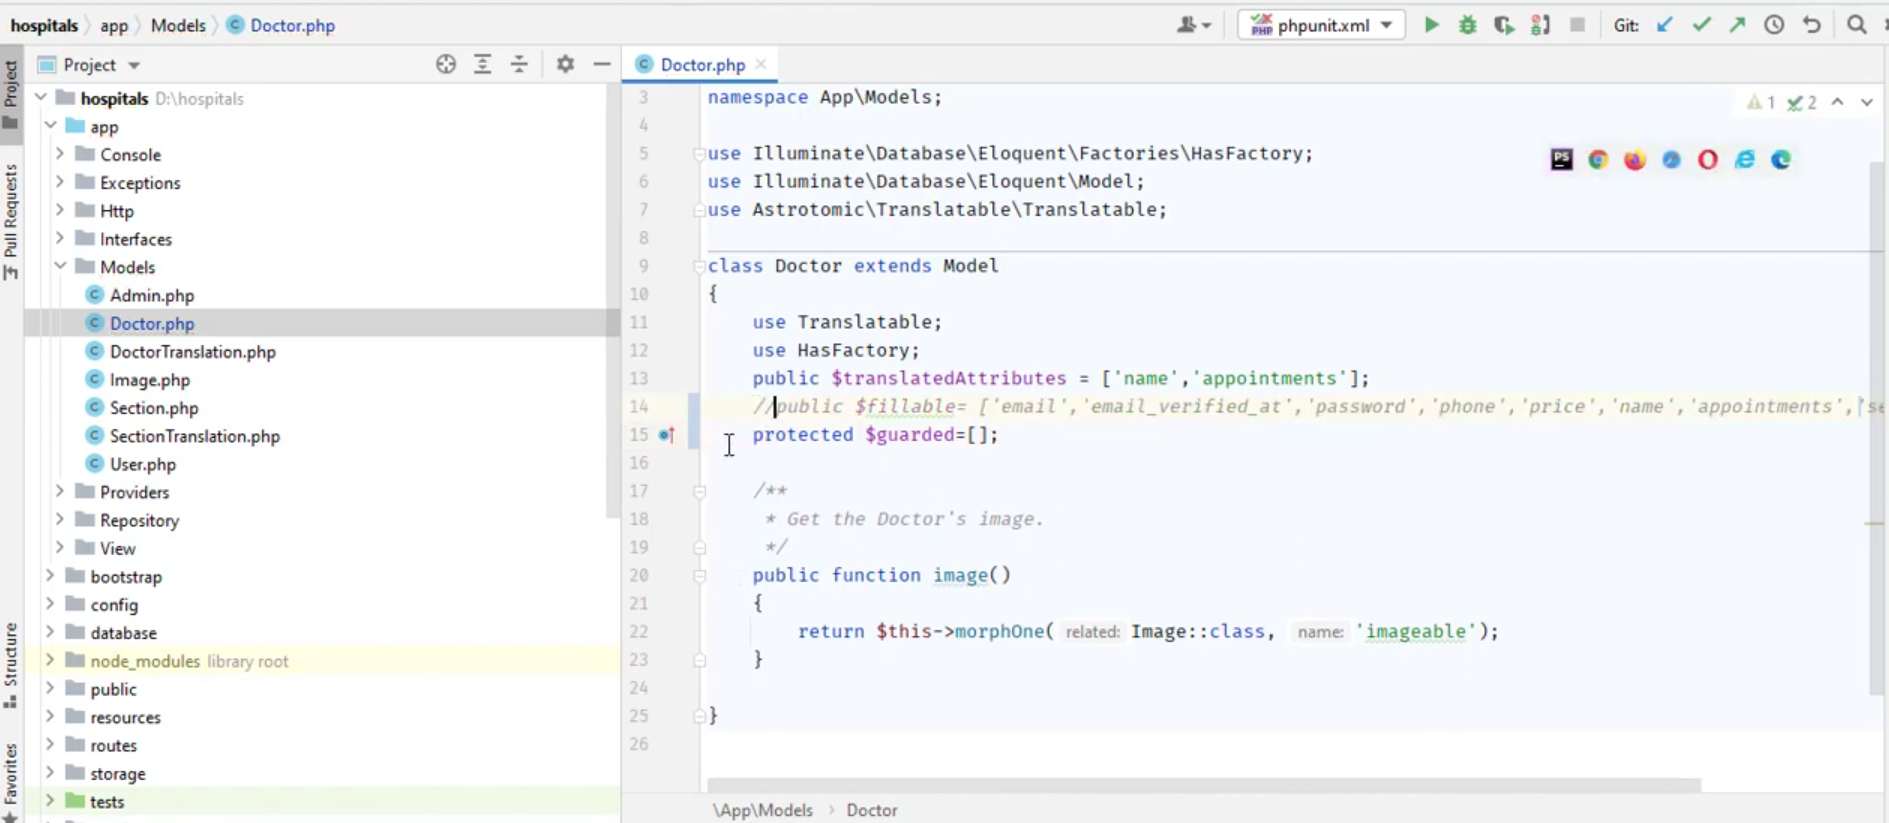 hospitals app Models Doctor.php
phpunit.xml Git:
Project
Pull Requests
Structure
Favorites
Project
hospitals D:\hospitals
app
Console
Exceptions
Http
Interfaces
Models
Admin.php
Doctor.php
DoctorTranslation.php
Image.php
Section.php
SectionTranslation.php
User.php
Providers
Repository
View
bootstrap
config
database
node_modules library root
public
resources
routes
storage
tests
Doctor.php
1 2
3 namespace App\Models;
4
5 use Illuminate\Database\Eloquent\Factories\HasFactory;
6 use Illuminate\Database\Eloquent\Model;
7 use Astrotomic\Translatable\Translatable;
8
9 class Doctor extends Model
10 {
11 use Translatable;
12 use HasFactory;
13 public $translatedAttributes = ['name','appointments'];
14 //public $fillable= ['email','email_verified_at','password','phone','price','name','appointments','se
15 protected $guarded=[];
16
17 /**
18 * Get the Doctor's image.
19 */
20 public function image()
21 {
22 return $this->morphOne( related: Image::class, name: 'imageable');
23 }
24
25 }
26
\App\Models Doctor